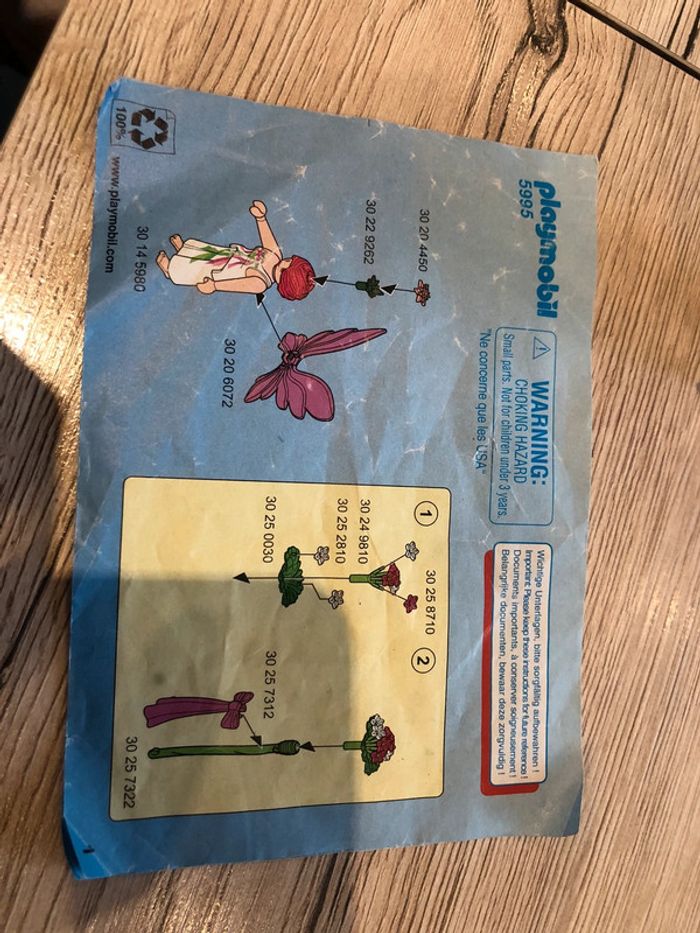 playmobil
5995
WARNING:
CHOKING HAZARD
Small parts. Not for children under 3 years.
"Ne concerne que les USA"
Wichtige Unterlagen, bitte sorgfältig aufbewahren !
Important: Please keep these instructions for future reference !
Documents importants, à conserver soigneusement !
Belangrijke documenten, bewaar deze zorgvuldig !
30 20 4450
30 22 9262
30 20 6072
30 14 5980
1
30 25 8710
30 24 9810
30 25 2810
30 25 0030
2
30 25 7312
30 25 7322
100%
www.playmobil.com
1